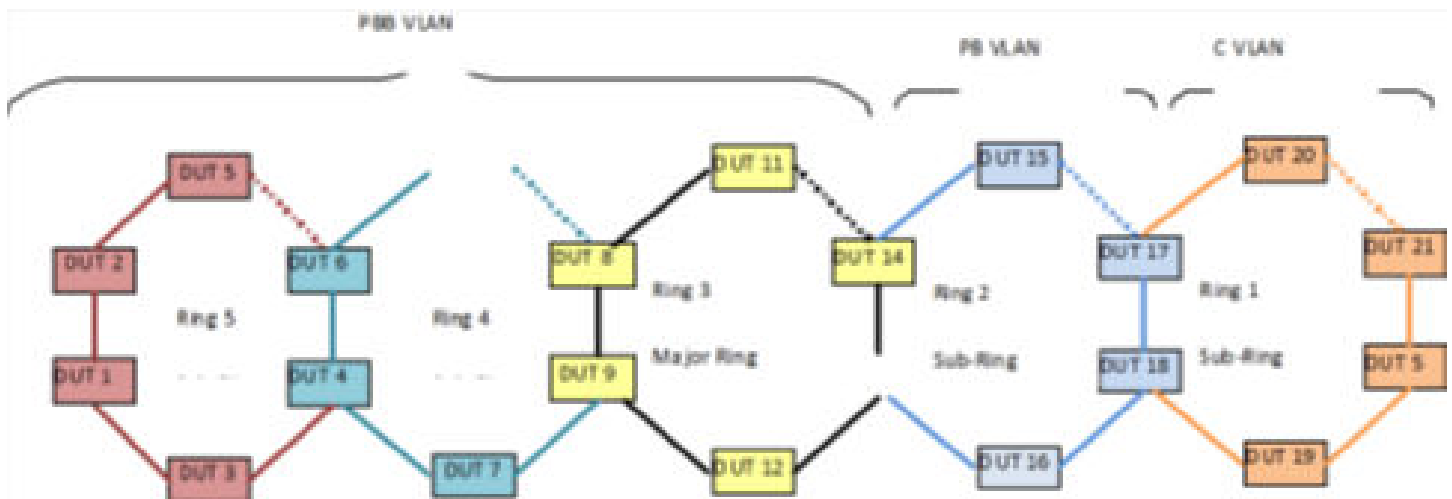 PBB VLAN
PB VLAN
C VLAN
DUT 5
DUT 11
DUT 15
DUT 20
DUT 2
DUT 6
DUT 8
DUT 14
DUT 17
DUT 21
Ring 5
Ring 4
Ring 3
Ring 2
Ring 1
DUT 1
DUT 4
DUT 9
Major Ring
Sub-Ring
DUT 18
Sub-Ring
DUT 5
DUT 3
DUT 7
DUT 12
DUT 16
DUT 19